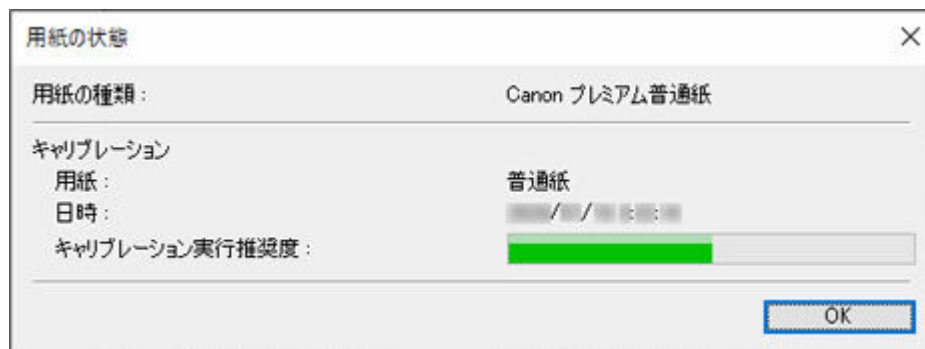 用紙の状態
用紙の種類： Canon プレミアム普通紙
キャリブレーション
用紙： 普通紙
日時：
キャリブレーション実行推奨度：
OK